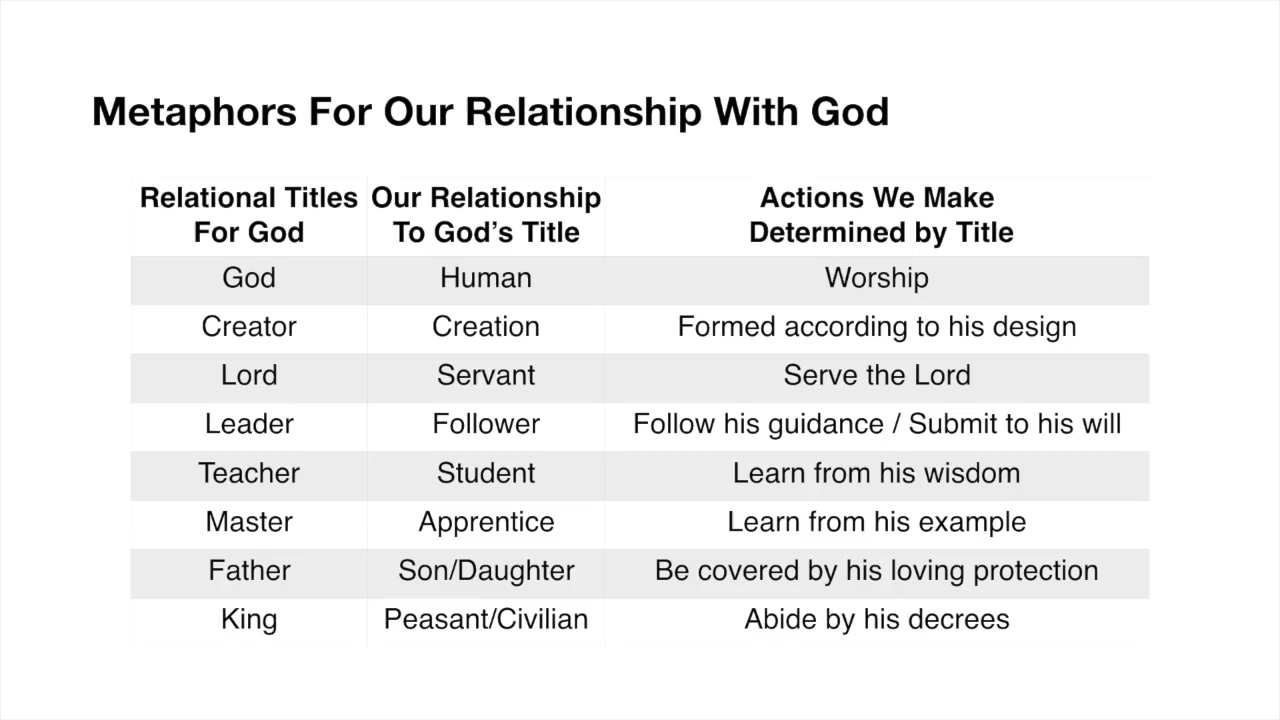 Metaphors For Our Relationship With God
Relational Titles For God | Our Relationship To God’s Title | Actions We Make Determined by Title
God | Human | Worship
Creator | Creation | Formed according to his design
Lord | Servant | Serve the Lord
Leader | Follower | Follow his guidance / Submit to his will
Teacher | Student | Learn from his wisdom
Master | Apprentice | Learn from his example
Father | Son/Daughter | Be covered by his loving protection
King | Peasant/Civilian | Abide by his decrees